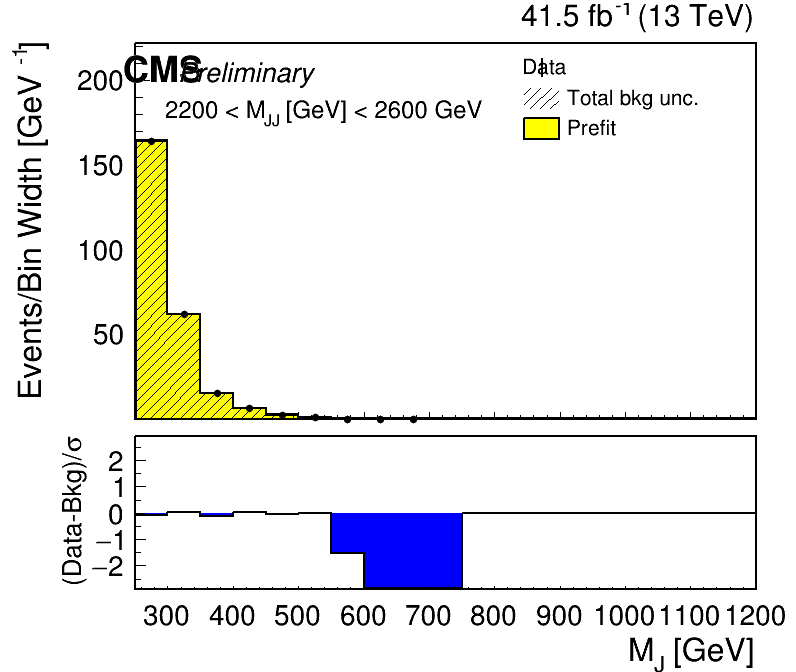 41.5 fb-1 (13 TeV)
CMS Preliminary
2200 < MJJ [GeV] < 2600 GeV
Data
Total bkg unc.
Prefit
Events/Bin Width [GeV-1]
200
150
100
50
(Data-Bkg)/σ
2
1
0
−1
−2
300 400 500 600 700 800 900 1000 1100 1200
MJ [GeV]